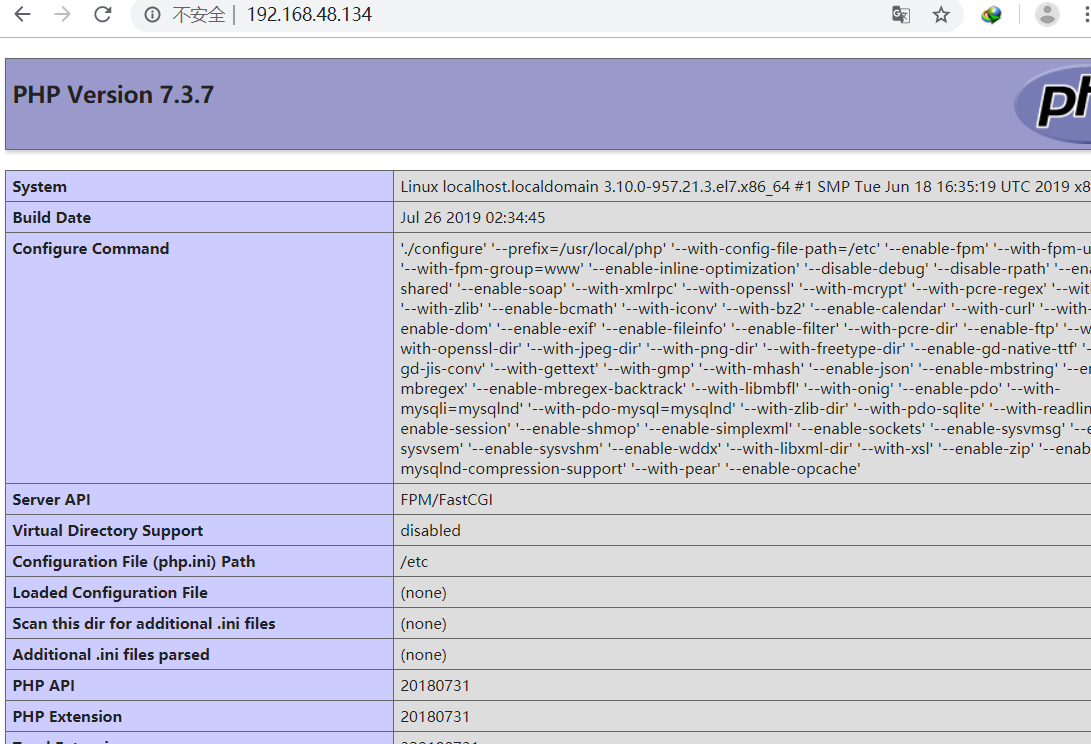 不安全 192.168.48.134
PHP Version 7.3.7
System Linux localhost.localdomain 3.10.0-957.21.3.el7.x86_64 #1 SMP Tue Jun 18 16:35:19 UTC 2019
Build Date Jul 26 2019 02:34:45
Configure Command './configure' '--prefix=/usr/local/php' '--with-config-file-path=/etc' '--enable-fpm'
'--with-fpm-group=www' '--enable-inline-optimization' '--disable-debug' '--disable-rpath'
shared' '--enable-soap' '--with-xmlrpc' '--with-openssl' '--with-mcrypt' '--with-pcre-regex'
'--with-zlib' '--enable-bcmath' '--with-iconv' '--with-bz2' '--enable-calendar' '--with-curl' '--with-
enable-dom' '--enable-exif' '--enable-fileinfo' '--enable-filter' '--with-pcre-dir' '--enable-ftp'
with-openssl-dir' '--with-jpeg-dir' '--with-png-dir' '--with-freetype-dir' '--enable-gd-native-ttf'
gd-jis-conv' '--with-gettext' '--with-gmp' '--with-mhash' '--enable-json' '--enable-mbstring'
mbregex' '--enable-mbregex-backtrack' '--with-libmbfl' '--with-onig' '--enable-pdo' '--with-
mysqli=mysqlnd' '--with-pdo-mysql=mysqlnd' '--with-zlib-dir' '--with-pdo-sqlite'
enable-session' '--enable-shmop' '--enable-simplexml' '--enable-sockets' '--enable-sysvmsg'
sysvsem' '--enable-sysvshm' '--enable-wddx' '--with-libxml-dir' '--with-xsl' '--enable-zip'
mysqlnd-compression-support' '--with-pear' '--enable-opcache'
Server API FPM/FastCGI
Virtual Directory Support disabled
Configuration File (php.ini) Path /etc
Loaded Configuration File (none)
Scan this dir for additional .ini files (none)
Additional .ini files parsed (none)
PHP API 20180731
PHP Extension 20180731